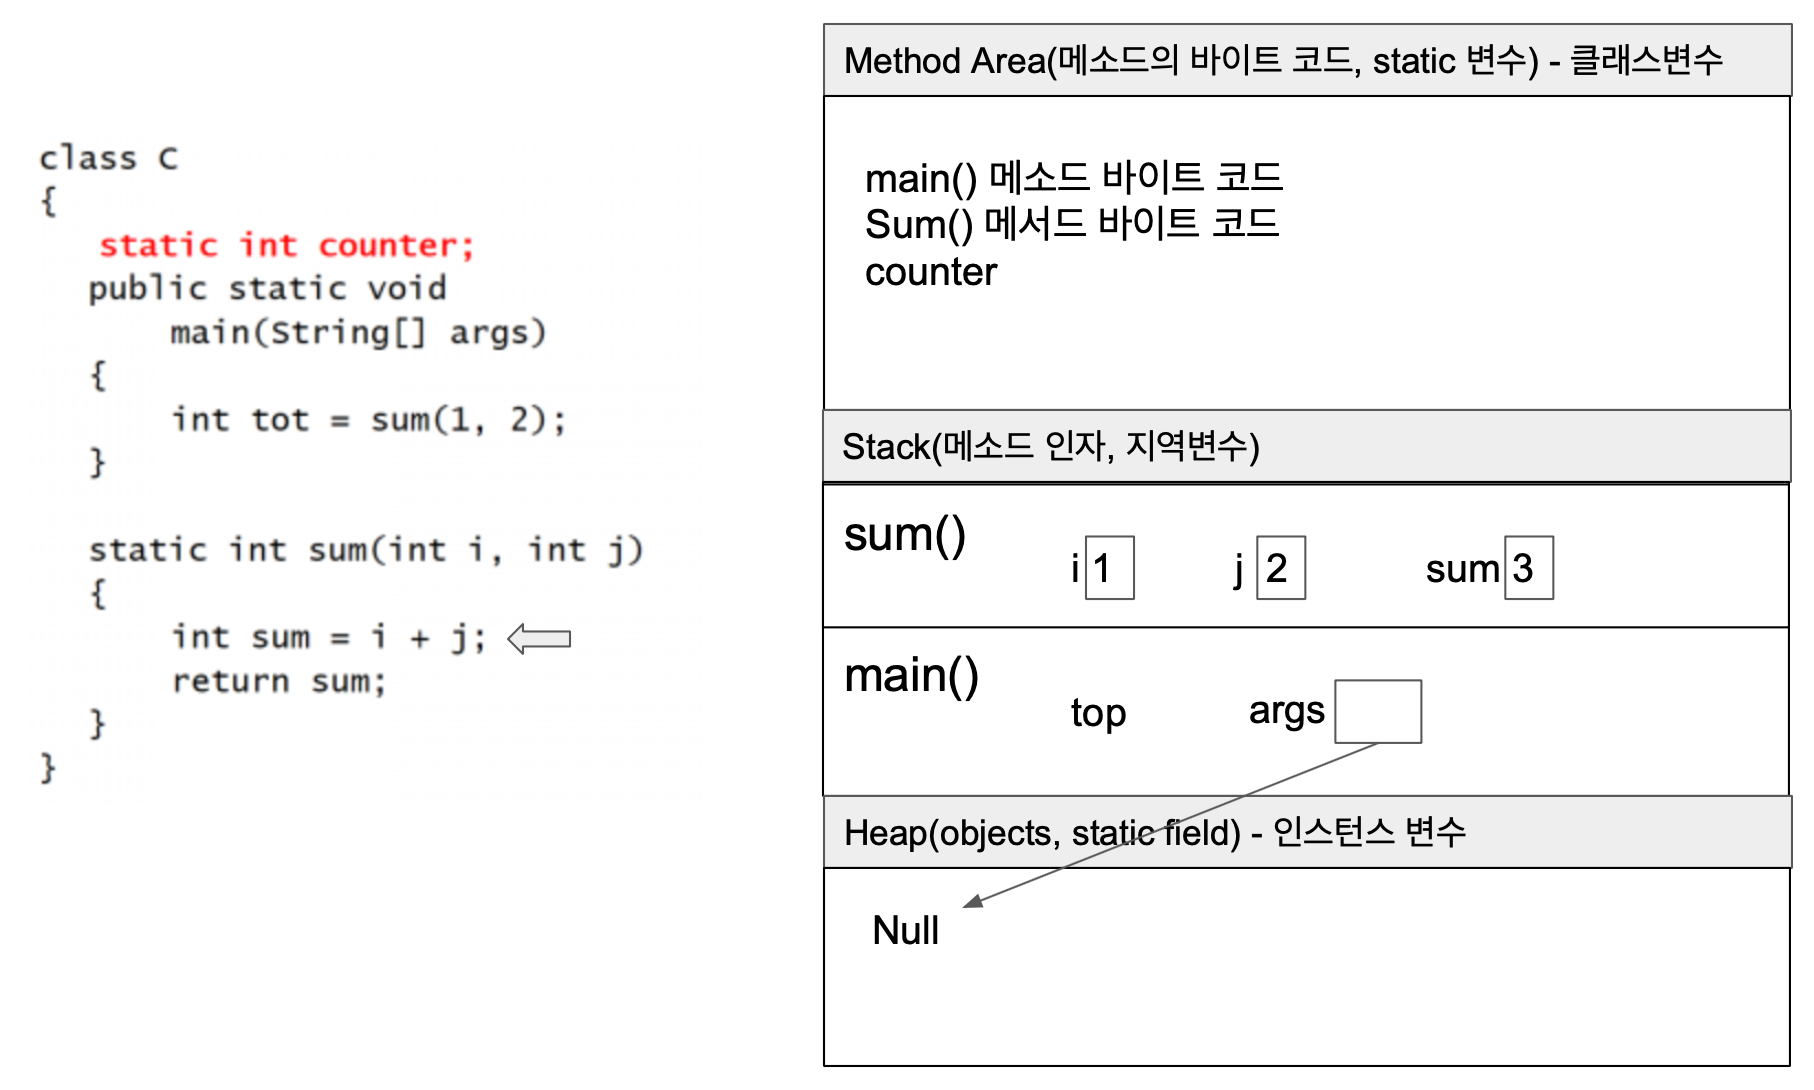 class C
{
static int counter;
public static void
main(String[] args)
{
int tot = sum(1, 2);
}
static int sum(int i, int j)
{
int sum = i + j;
return sum;
}
}
Method Area(메소드의 바이트 코드, static 변수) - 클래스변수
main() 메소드 바이트 코드
Sum() 메서드 바이트 코드
counter
Stack(메소드 인자, 지역변수)
sum()
i 1 j 2 sum 3
main()
top args
Heap(objects, static field) - 인스턴스 변수
Null